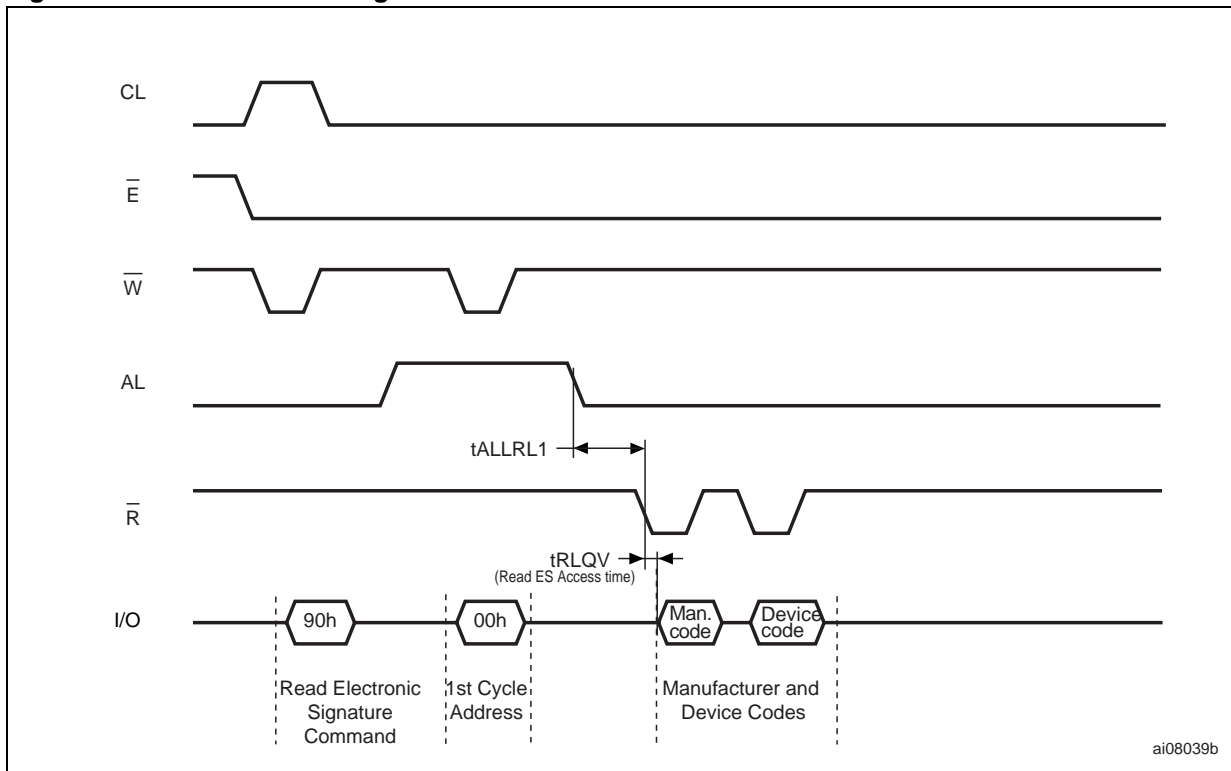 CL
E
W
AL
tALLRL1
R
tRLQV
(Read ES Access time)
I/O
90h
00h
Man.
code
Device
code
Read Electronic
Signature
Command
1st Cycle
Address
Manufacturer and
Device Codes
ai08039b